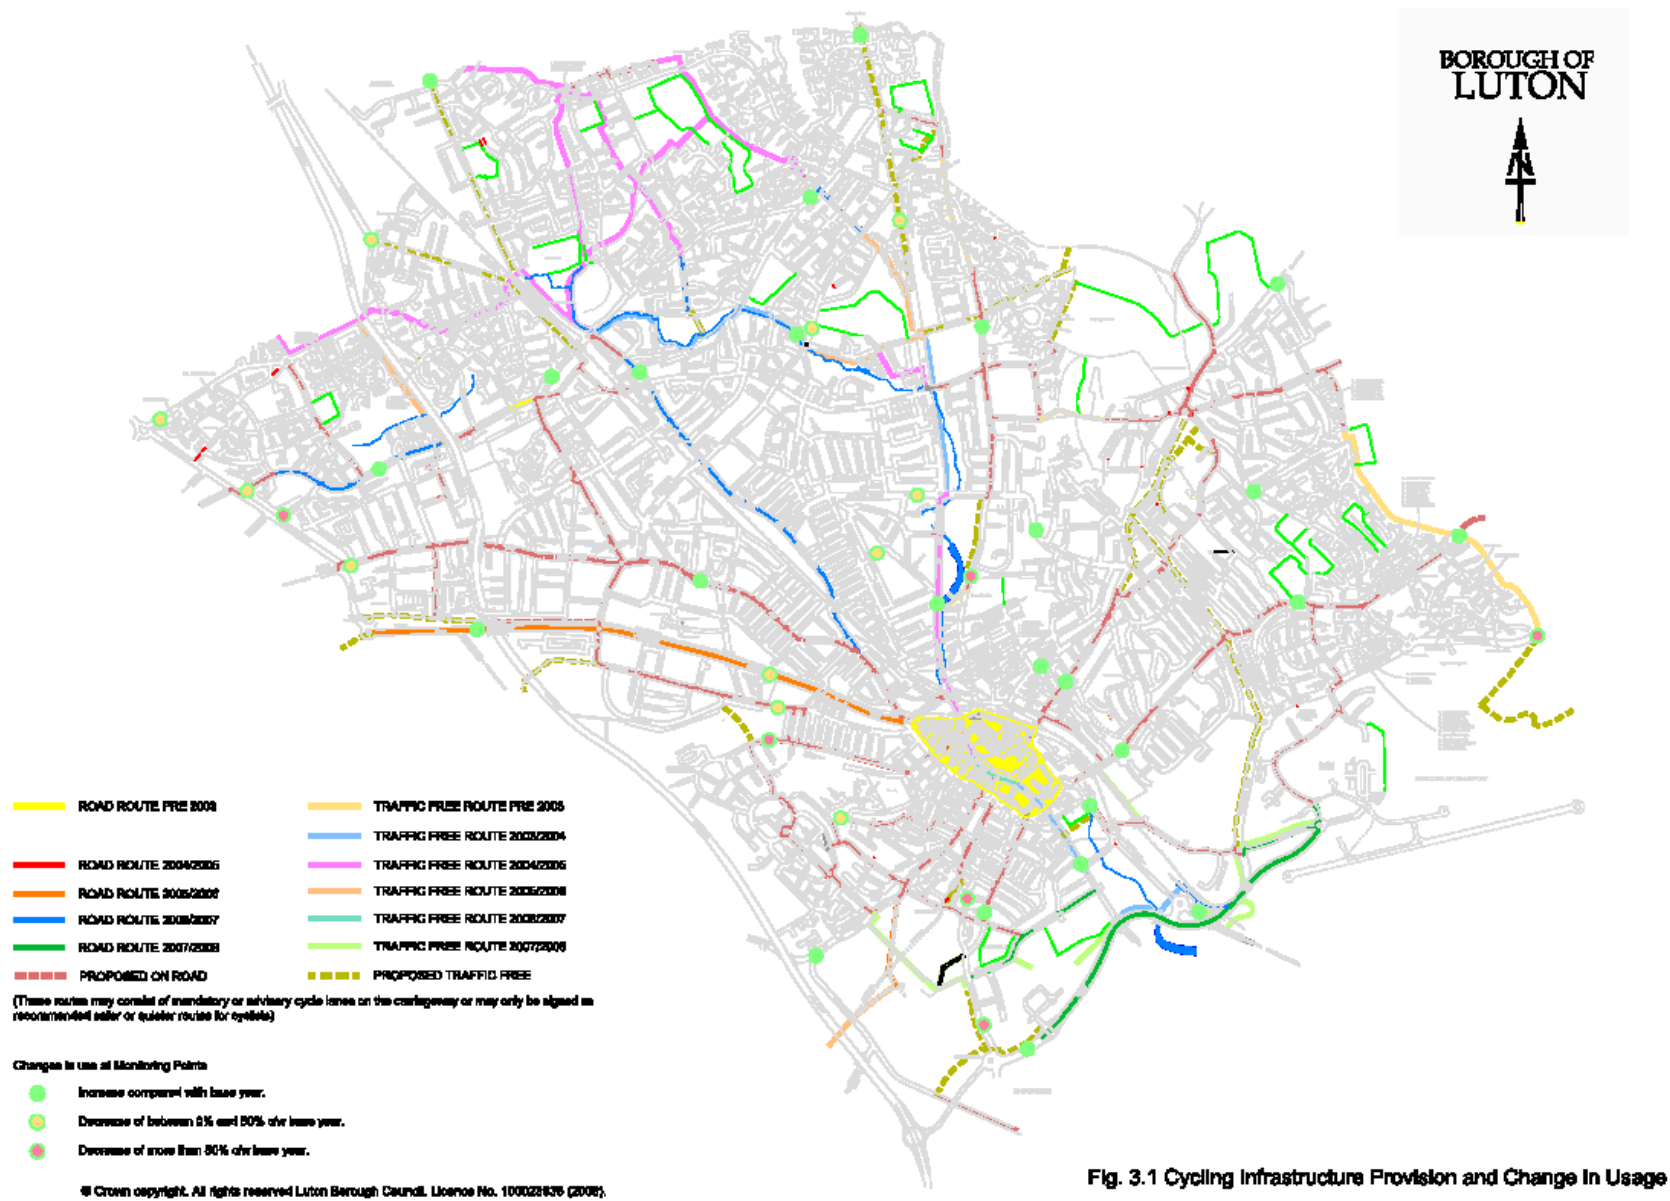 BOROUGH OF
LUTON
N
ROAD ROUTE PRE 2003
TRAFFIC FREE ROUTE PRE 2003
TRAFFIC FREE ROUTE 2003/2004
ROAD ROUTE 2004/2005
TRAFFIC FREE ROUTE 2004/2005
ROAD ROUTE 2005/2006
TRAFFIC FREE ROUTE 2005/2006
ROAD ROUTE 2006/2007
TRAFFIC FREE ROUTE 2006/2007
ROAD ROUTE 2007/2008
TRAFFIC FREE ROUTE 2007/2008
PROPOSED ON ROAD
PROPOSED TRAFFIC FREE
(These routes may consist of mandatory or advisory cycle lanes on the carriageway or may only be signed as
recommended safer or quieter routes for cyclists)
Changes in use at Monitoring Points
Increase compared with base year.
Decrease of between 0% and 50% o/w base year.
Decrease of more than 50% o/w base year.
© Crown copyright. All rights reserved Luton Borough Council. Licence No. (2008).
Fig. 3.1 Cycling Infrastructure Provision and Change in Usage